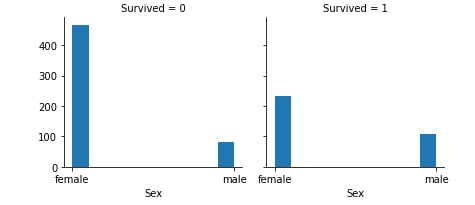 Survived = 0
Survived = 1
400
300
200
100
0
female
male
female
male
Sex
Sex